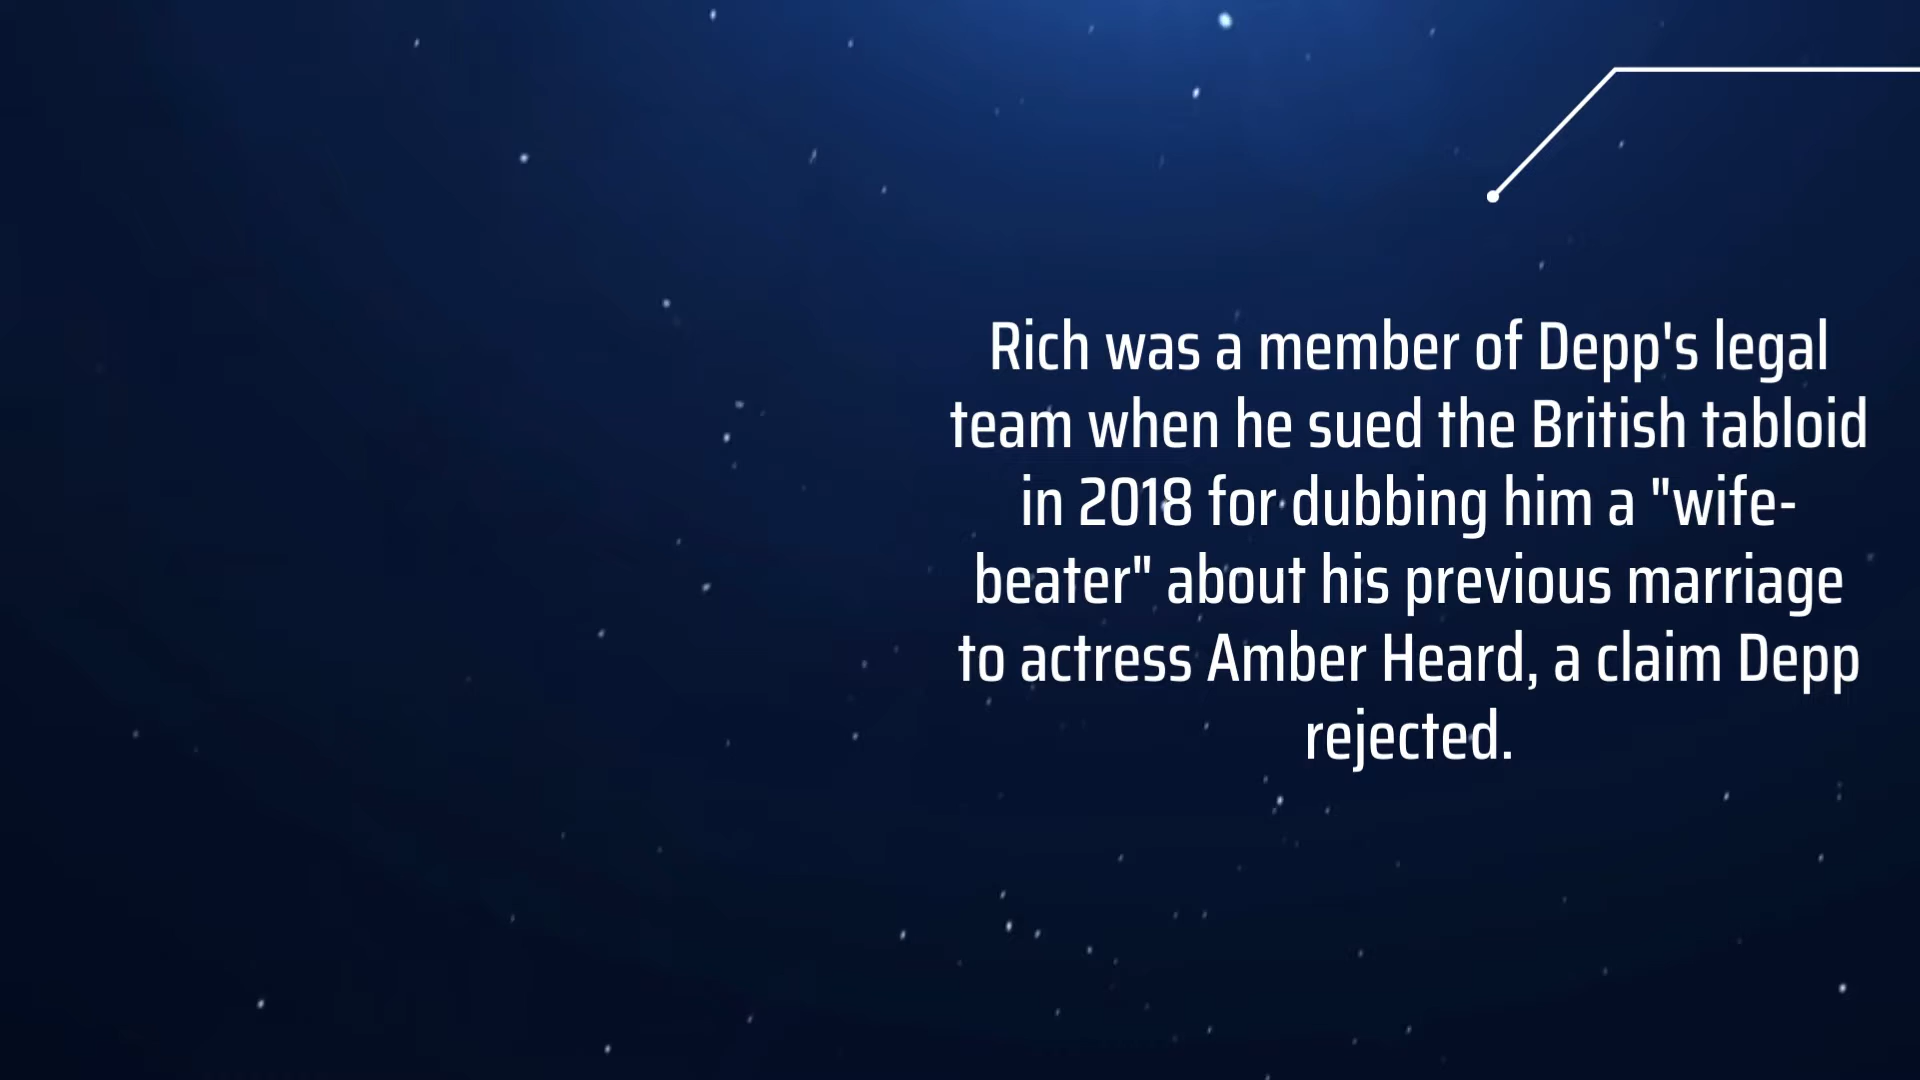 Rich was a member of Depp's legal
team when he sued the British tabloid
in 2018 for dubbing him a "wife-
beater" about his previous marriage
to actress Amber Heard, a claim Depp
rejected.